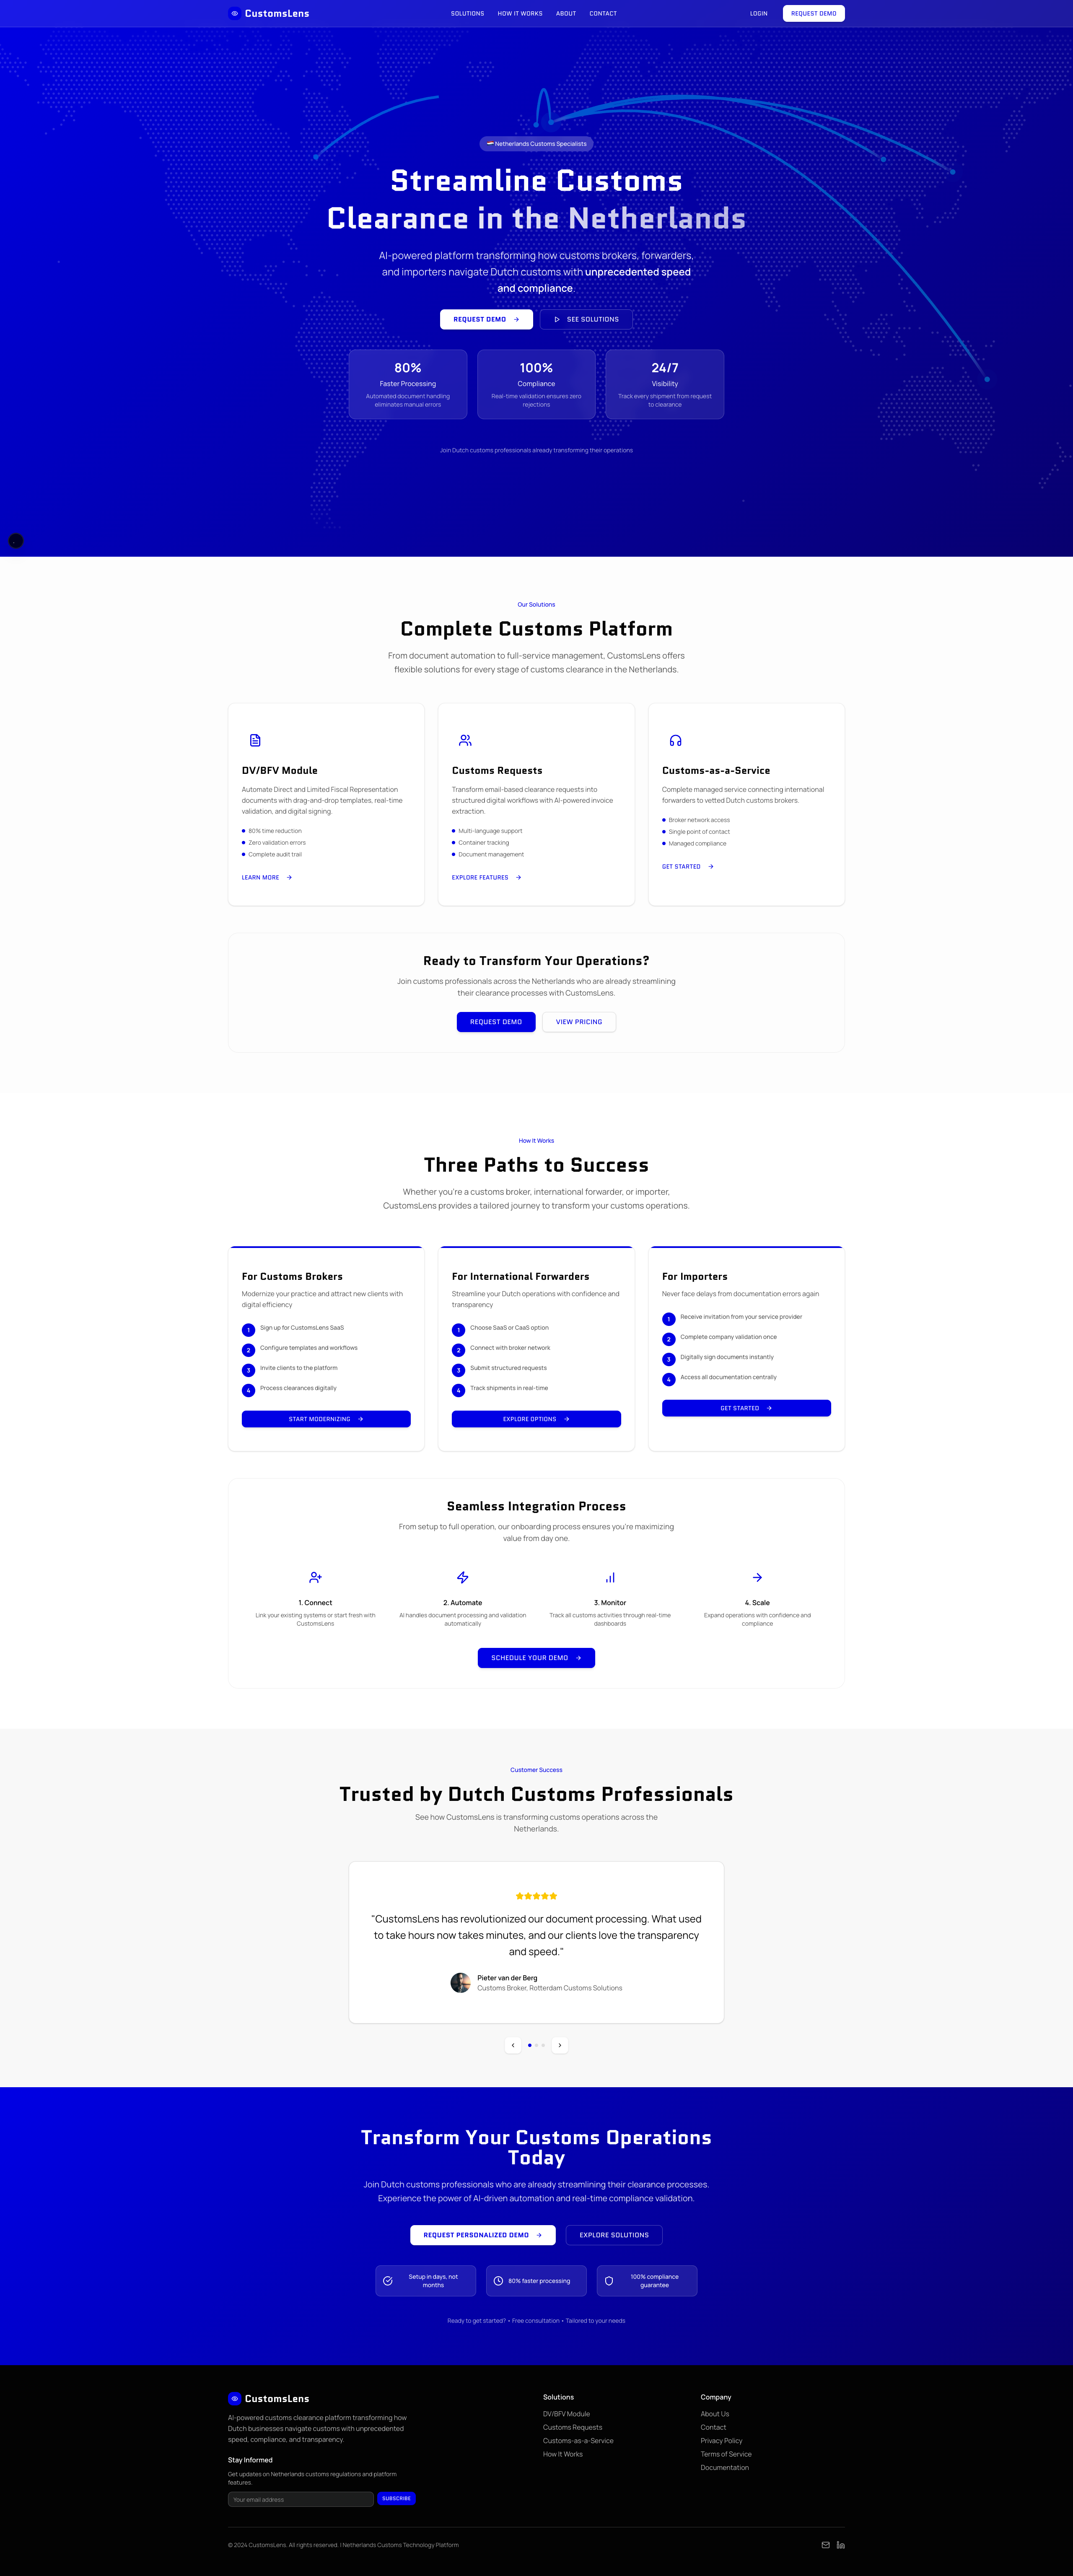 CustomsLens
SOLUTIONS HOW IT WORKS ABOUT CONTACT
LOGIN
REQUEST DEMO
Netherlands Customs Specialists
Streamline Customs
Clearance in the Netherlands
AI-powered platform transforming how customs brokers, forwarders,
and importers navigate Dutch customs with unprecedented speed
and compliance.
REQUEST DEMO
SEE SOLUTIONS
80%
Faster Processing
Automated document handling
eliminates manual errors
100%
Compliance
Real-time validation ensures zero
rejections
24/7
Visibility
Track every shipment from request
to clearance
Join Dutch customs professionals already transforming their operations
Our Solutions
Complete Customs Platform
From document automation to full-service management, CustomsLens offers
flexible solutions for every stage of customs clearance in the Netherlands.
DV/BFV Module
Automate Direct and Limited Fiscal Representation
documents with drag-and-drop templates, real-time
validation, and digital signing.
80% time reduction
Zero validation errors
Complete audit trail
LEARN MORE
Customs Requests
Transform email-based clearance requests into
structured digital workflows with AI-powered invoice
extraction.
Multi-language support
Container tracking
Document management
EXPLORE FEATURES
Customs-as-a-Service
Complete managed service connecting international
forwarders to vetted Dutch customs brokers.
Broker network access
Single point of contact
Managed compliance
GET STARTED
Ready to Transform Your Operations?
Join customs professionals across the Netherlands who are already streamlining
their clearance processes with CustomsLens.
REQUEST DEMO
VIEW PRICING
How It Works
Three Paths to Success
Whether you're a customs broker, international forwarder, or importer,
CustomsLens provides a tailored journey to transform your customs operations.
For Customs Brokers
Modernize your practice and attract new clients with
digital efficiency
1 Sign up for CustomsLens SaaS
2 Configure templates and workflows
3 Invite clients to the platform
4 Process clearances digitally
START MODERNIZING
For International Forwarders
Streamline your Dutch operations with confidence and
transparency
1 Choose SaaS or CaaS option
2 Connect with broker network
3 Submit structured requests
4 Track shipments in real-time
EXPLORE OPTIONS
For Importers
Never face delays from documentation errors again
1 Receive invitation from your service provider
2 Complete company validation once
3 Digitally sign documents instantly
4 Access all documentation centrally
GET STARTED
Seamless Integration Process
From setup to full operation, our onboarding process ensures you're maximizing
value from day one.
1. Connect
Link your existing systems or start fresh with
CustomsLens
2. Automate
AI handles document processing and validation
automatically
3. Monitor
Track all customs activities through real-time
dashboards
4. Scale
Expand operations with confidence and
compliance
SCHEDULE YOUR DEMO
Customer Success
Trusted by Dutch Customs Professionals
See how CustomsLens is transforming customs operations across the
Netherlands.
"CustomsLens has revolutionized our document processing. What used
to take hours now takes minutes, and our clients love the transparency
and speed."
Pieter van der Berg
Customs Broker, Rotterdam Customs Solutions
Transform Your Customs Operations
Today
Join Dutch customs professionals who are already streamlining their clearance processes.
Experience the power of AI-driven automation and real-time compliance validation.
REQUEST PERSONALIZED DEMO
EXPLORE SOLUTIONS
Setup in days, not
months
80% faster processing
100% compliance
guarantee
Ready to get started? • Free consultation • Tailored to your needs
CustomsLens
AI-powered customs clearance platform transforming how
Dutch businesses navigate customs with unprecedented
speed, compliance, and transparency.
Stay Informed
Get updates on Netherlands customs regulations and platform
features.
Your email address
SUBSCRIBE
Solutions
DV/BFV Module
Customs Requests
Customs-as-a-Service
How It Works
Company
About Us
Contact
Privacy Policy
Terms of Service
Documentation
© 2024 CustomsLens. All rights reserved. | Netherlands Customs Technology Platform